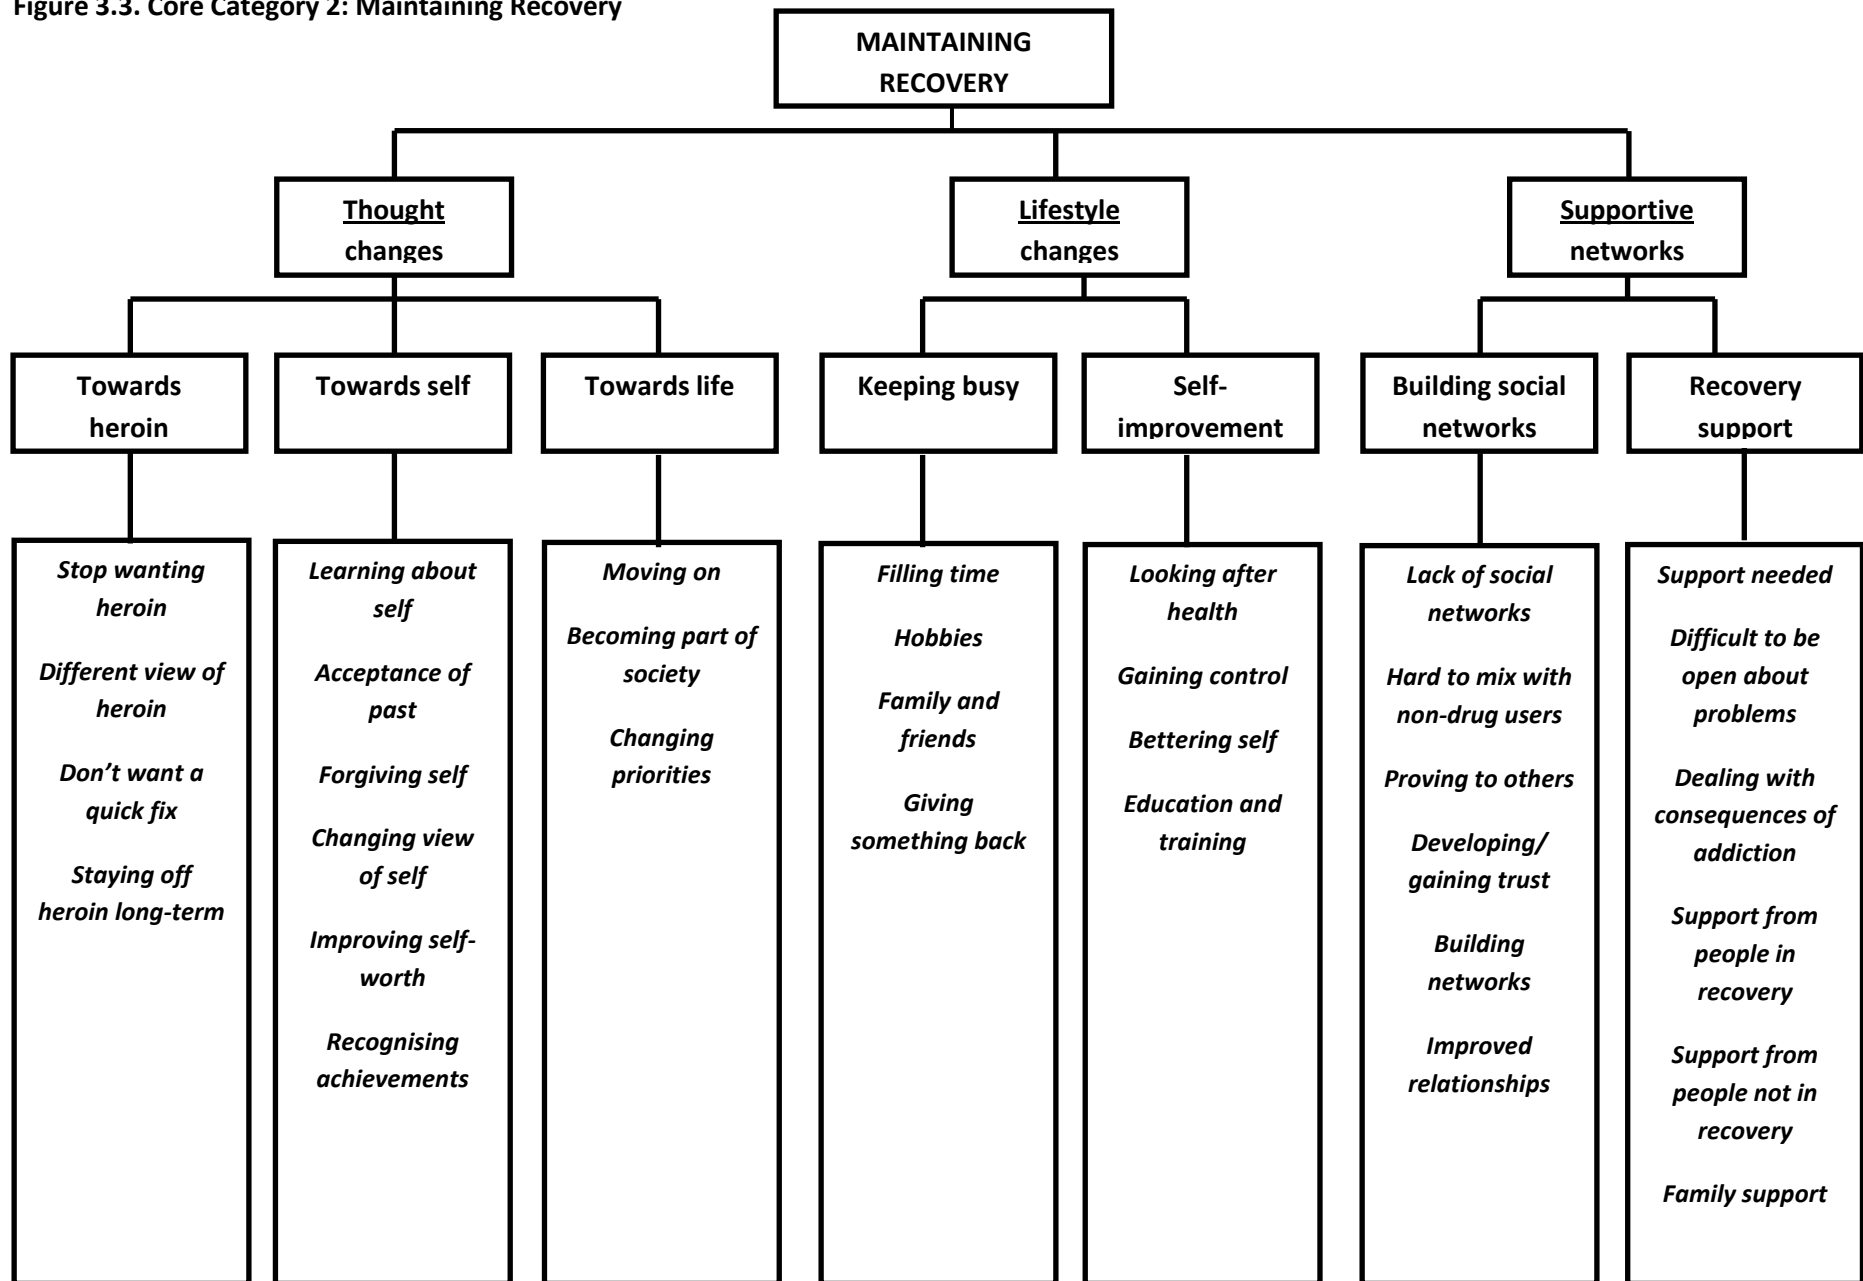 Figure 3.3. Core Category 2: Maintaining Recovery
MAINTAINING
RECOVERY
Thought
changes
Lifestyle
changes
Supportive
networks
Towards
heroin
Towards self
Towards life
Keeping busy
Self-
improvement
Building social
networks
Recovery
support
Stop wanting
heroin
Different view of
heroin
Don’t want a
quick fix
Staying off
heroin long-term
Learning about
self
Acceptance of
past
Forgiving self
Changing view
of self
Improving self-
worth
Recognising
achievements
Moving on
Becoming part of
society
Changing
priorities
Filling time
Hobbies
Family and
friends
Giving
something back
Looking after
health
Gaining control
Bettering self
Education and
training
Lack of social
networks
Hard to mix with
non-drug users
Proving to others
Developing/
gaining trust
Building
networks
Improved
relationships
Support needed
Difficult to be
open about
problems
Dealing with
consequences of
addiction
Support from
people in
recovery
Support from
people not in
recovery
Family support